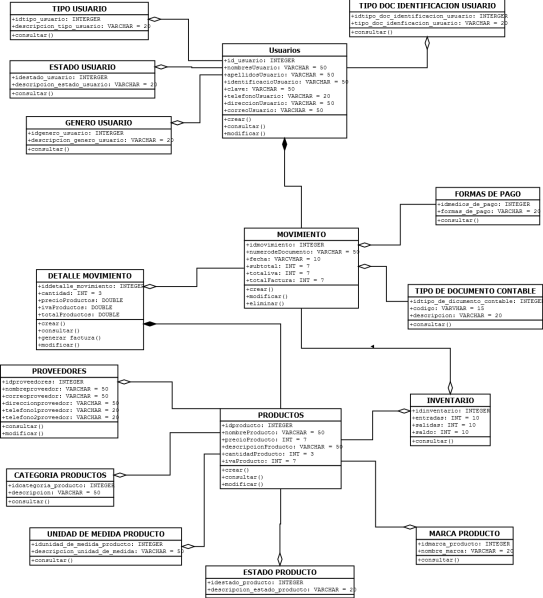 TIPO USUARIO
+idtipo_usuario: INTERGER
+descripcion_tipo_usuario: VARCHAR = 20
+consultar()
TIPO DOC IDENTIFICACION USUARIO
+idtipo_doc_identificacion_usuario: INTERGER
+tipo_doc_idenficacion_usuario: VARCHAR = 20
+consultar()
ESTADO USUARIO
+idestado_usuario: INTERGER
+descripcion_estado_usuario: VARCHAR = 20
+consultar()
Usuarios
+id_usuario: INTEGER
+nombresUsuario: VARCHAR = 50
+apellidosUsuario: VARCHAR = 50
+identificacioUsuario: VARCHAR = 50
+clave: VARCHAR = 50
+telefonoUsuario: VARCHAR = 20
+direccionUsuario: VARCHAR = 50
+correoUsuario: VARCHAR = 50
+crear()
+consultar()
+modificar()
GENERO USUARIO
+idgenero_usuario: INTERGER
+descripcion_genero_usuario: VARCHAR = 20
+consultar()
FORMAS DE PAGO
+idmedios_de_pago: INTEGER
+formas_de_pago: VARCHAR = 20
+consultar()
MOVIMIENTO
+idmovimiento: INTEGER
+numerodeDocumento: VARCHAR = 50
+fecha: VARCVHAR = 10
+subtotal: INT = 7
+totaliva: INT = 7
+totalFactura: INT = 7
+crear()
+modificar()
+eliminar()
DETALLE MOVIMIENTO
+iddetalle_movimiento: INTEGER
+cantidad: INT = 3
+precioProductos: DOUBLE
+ivaProductos: DOUBLE
+totalProductos: DOUBLE
+crear()
+consultar()
+generar factura()
+modificar()
TIPO DE DOCUMENTO CONTABLE
+idtipo_de_dicumento_contable: INTEGER
+codigo: VARVHAR = 15
+descripcion: VARCHAR = 20
+consultar()
PROVEEDORES
+idproveedores: INTEGER
+nombreproveedor: VARCHAR = 50
+correoproveedor: VARCHAR = 50
+direccionproveedor: VARCHAR = 50
+telefono1proveedor: VARCHAR = 20
+telefono2proveedor: VARCHAR = 20
+consultar()
+modificar()
INVENTARIO
+idinventario: INTEGER
+entradas: INT = 10
+salidas: INT = 10
+saldo: INT = 10
+consultar()
PRODUCTOS
+idproducto: INTEGER
+nombreProducto: VARCHAR = 50
+precioProducto: INT = 7
+descripcionProducto: VARCHAR = 50
+cantidadProducto: INT = 3
+ivaProducto: INT = 7
+crear()
+consultar()
+modificar()
CATEGORIA PRODUCTOS
+idcategoria_producto: INTEGER
+descripcion: VARCHAR = 50
+consultar()
UNIDAD DE MEDIDA PRODUCTO
+idunidad_de_medida_producto: INTEGER
+descripcion_unidad_de_medida: VARCHAR = 50
+consultar()
MARCA PRODUCTO
+idmarca_producto: INTEGER
+nombre_marca: VARCHAR = 20
+consultar()
ESTADO PRODUCTO
+idestado_producto: INTEGER
+descripcion_estado_producto: VARCHAR = 20
+consultar()